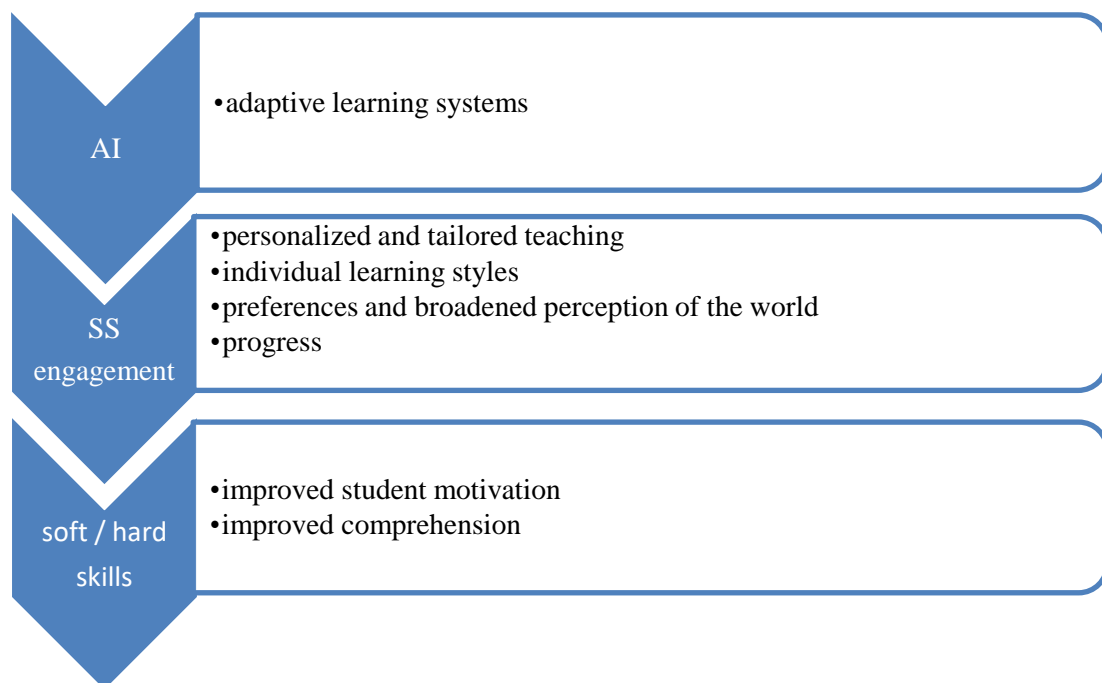 AI
•adaptive learning systems
SS
engagement
•personalized and tailored teaching
•individual learning styles
•preferences and broadened perception of the world
•progress
soft / hard
skills
•improved student motivation
•improved comprehension